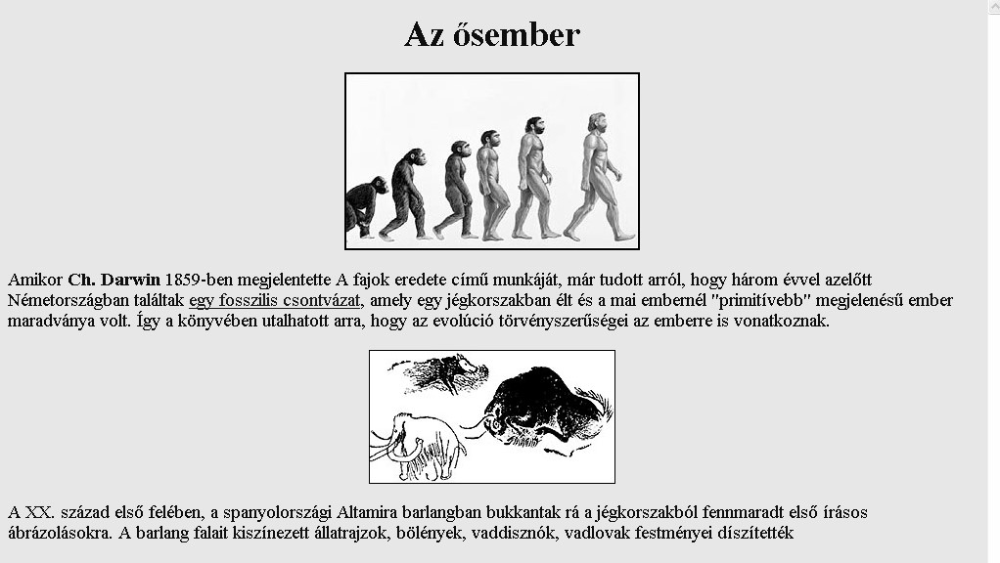 Az ősember
Amikor Ch. Darwin 1859-ben megjelentette A fajok eredete című munkáját, már tudott arról, hogy három évvel azelőtt
Németországban találtak egy fosszilis csontvázat, amely egy jégkorszakban élt és a mai embernél "primitívebb" megjelenésű ember
maradványa volt. Így a könyvében utalhatott arra, hogy az evolúció törvényszerűségei az emberre is vonatkoznak.
A XX. század első felében, a spanyolországi Altamira barlangban bukkantak rá a jégkorszakból fennmaradt első írásos
ábrázolásokra. A barlang falait kiszínezett állatrajzok, bölények, vaddisznók, vadlovak festményei díszítették